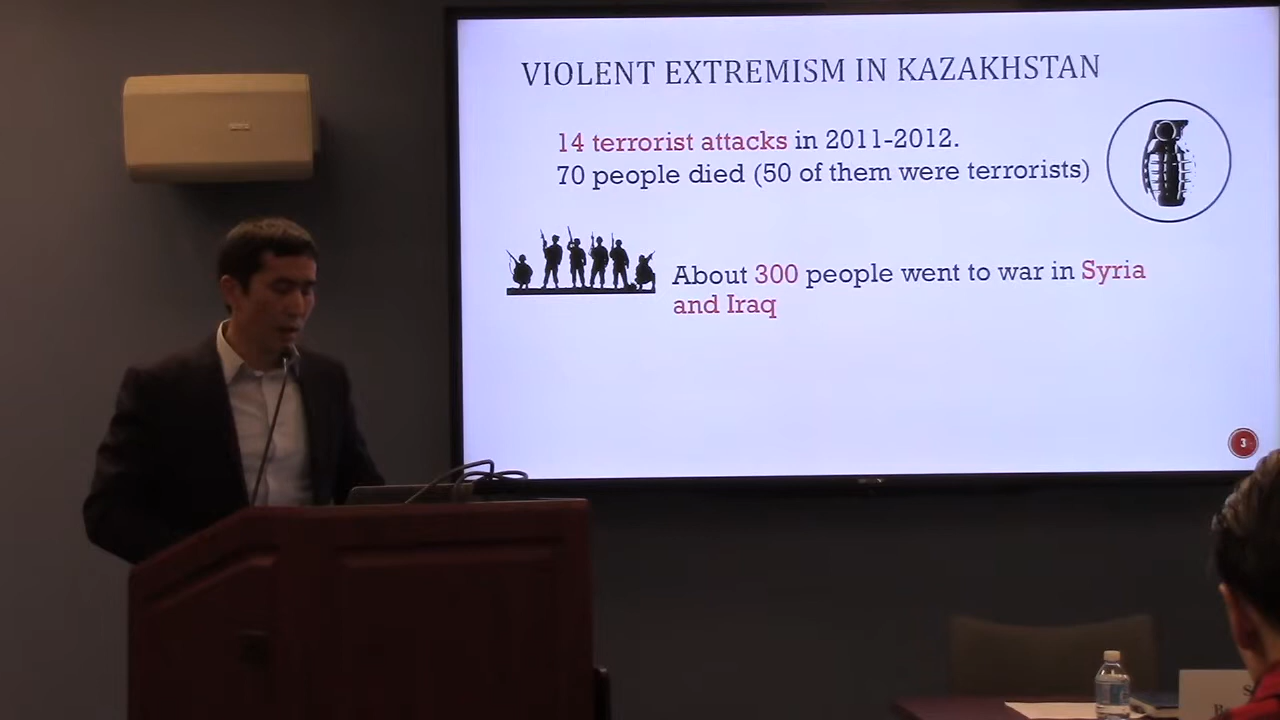 VIOLENT EXTREMISM IN KAZAKHSTAN
14 terrorist attacks in 2011-2012.
70 people died (50 of them were terrorists)
About 300 people went to war in Syria
and Iraq
3